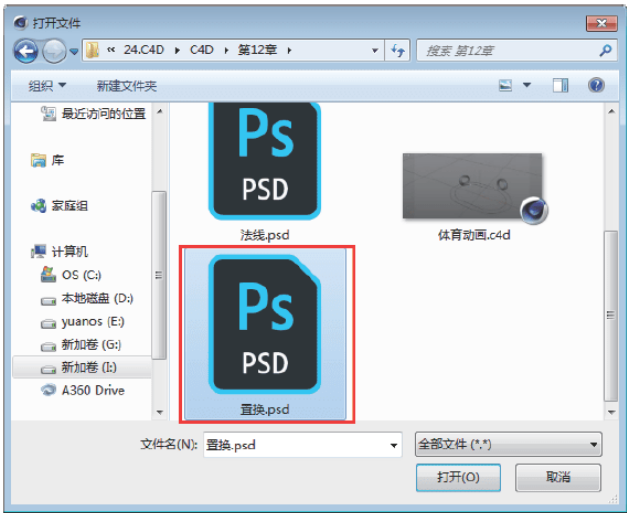 打开文件
« 24.C4D ▸ C4D ▸ 第12章 ▸
搜索 第12章
组织 ▼ 新建文件夹
最近访问的位置
库
家庭组
计算机
OS (C:)
本地磁盘 (D:)
yuanos (E:)
新加卷 (G:)
新加卷 (I:)
A360 Drive
Ps
PSD
法线.psd
体育动画.c4d
Ps
PSD
置换.psd
文件名(N): 置换.psd
全部文件 (*.*)
打开(O)
取消